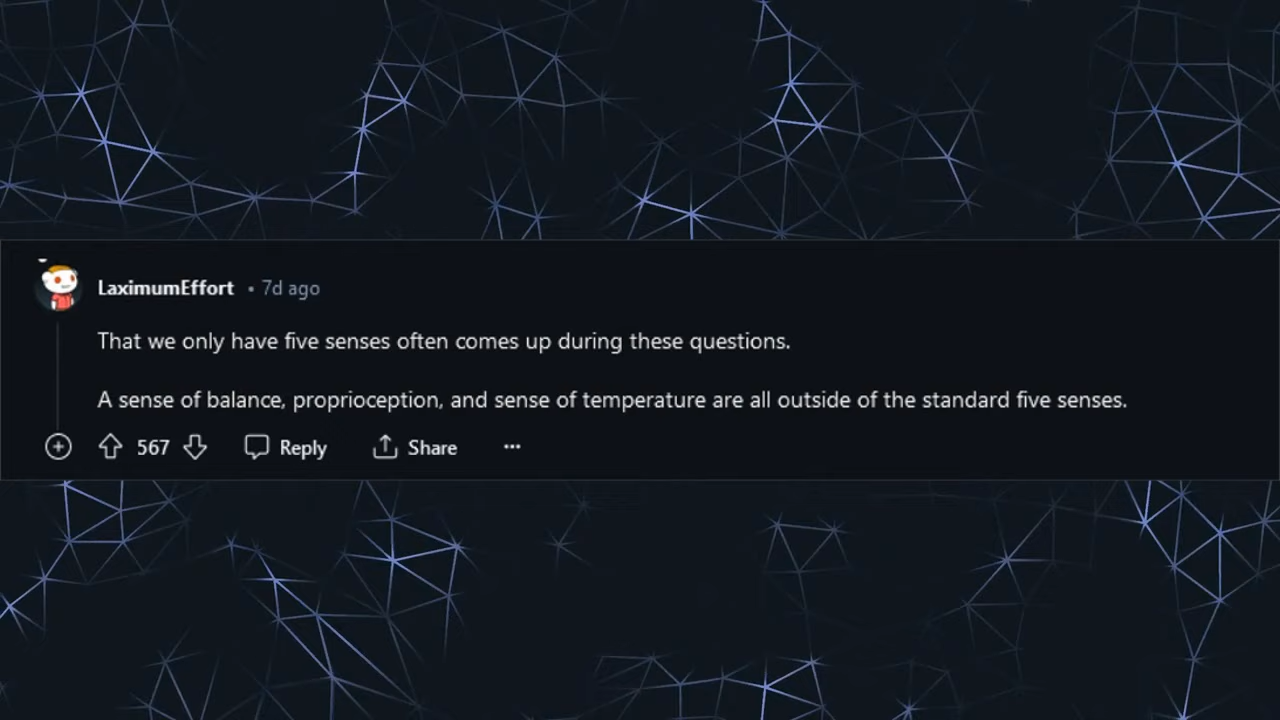 LaximumEffort • 7d ago
That we only have five senses often comes up during these questions.
A sense of balance, proprioception, and sense of temperature are all outside of the standard five senses.
567 Reply Share ···